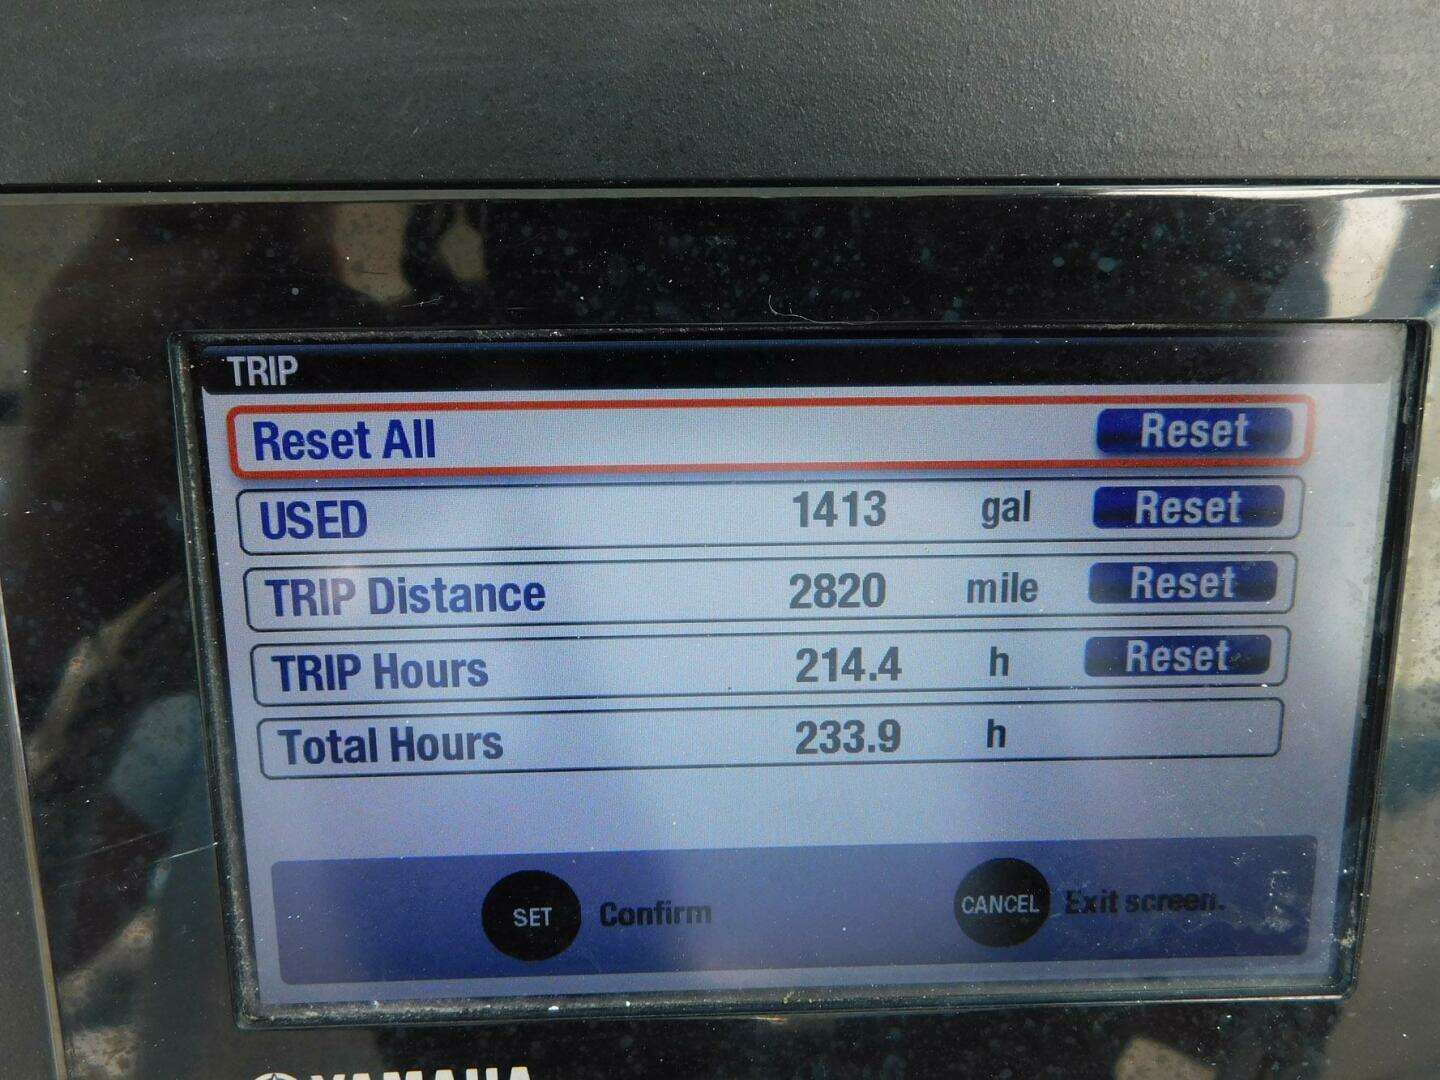 TRIP
Reset All Reset
USED 1413 gal Reset
TRIP Distance 2820 mile Reset
TRIP Hours 214.4 h Reset
Total Hours 233.9 h
SET Confirm CANCEL Exit screen.
YAMAHA